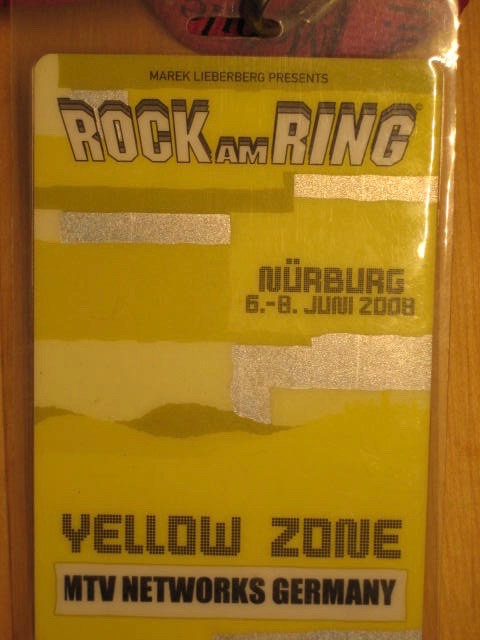 MAREK LIEBERBERG PRESENTS
ROCK AM RING
NÜRBURG
6.-8. JUNI 2008
YELLOW ZONE
MTV NETWORKS GERMANY